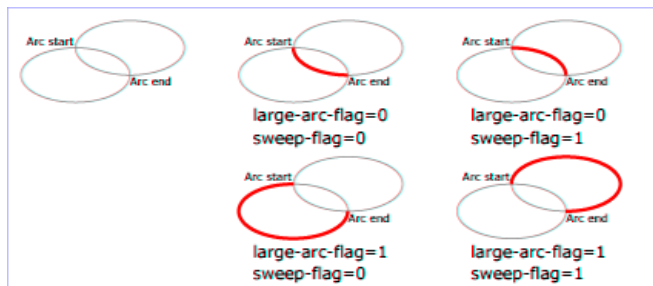 Arc start
Arc end
Arc start
Arc end
large-arc-flag=0
sweep-flag=0
Arc start
Arc end
large-arc-flag=0
sweep-flag=1
Arc start
Arc end
large-arc-flag=1
sweep-flag=0
Arc start
Arc end
large-arc-flag=1
sweep-flag=1